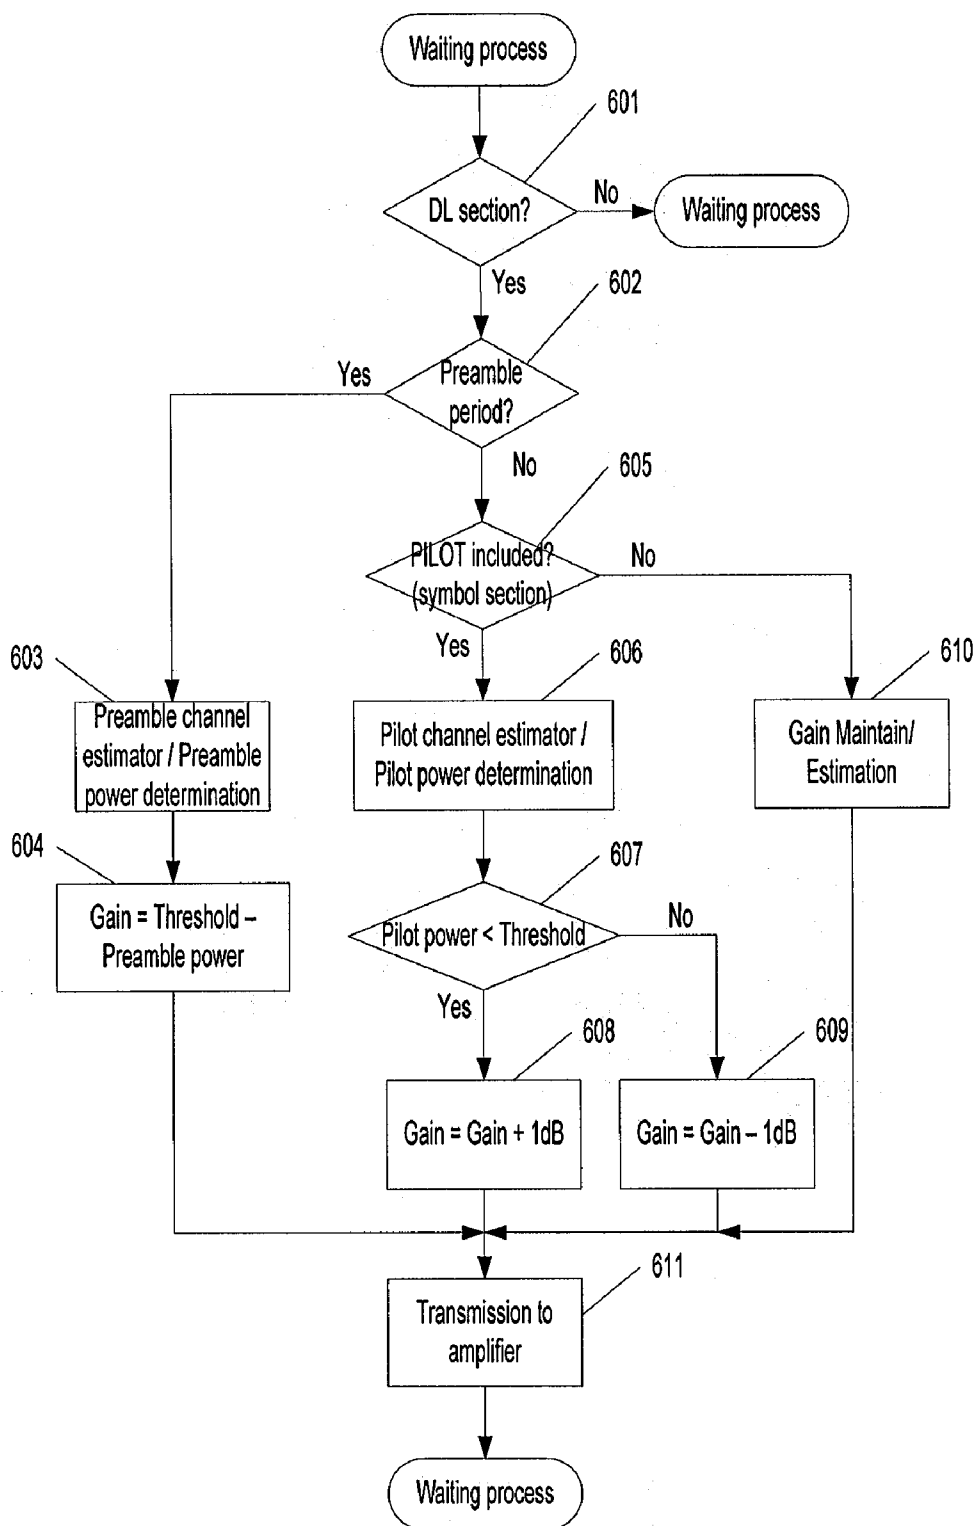 Waiting process
601
DL section?
No
Waiting process
Yes
602
Yes
Preamble
period?
No
605
PILOT included?
(symbol section)
No
Yes
603
606
610
Preamble channel
estimator / Preamble
power determination
Pilot channel estimator /
Pilot power determination
Gain Maintain/
Estimation
604
607
Gain = Threshold –
Preamble power
Pilot power < Threshold
No
Yes
608
609
Gain = Gain + 1dB
Gain = Gain – 1dB
611
Transmission to
amplifier
Waiting process